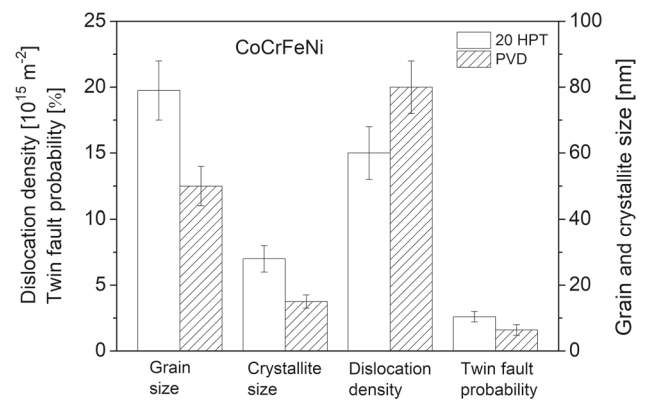 CoCrFeNi
20 HPT
PVD
Dislocation density [10¹⁵ m⁻²]
Twin fault probability [%]
25
20
15
10
5
0
100
80
60
40
20
0
Grain and crystallite size [nm]
Grain
size
Crystallite
size
Dislocation
density
Twin fault
probability